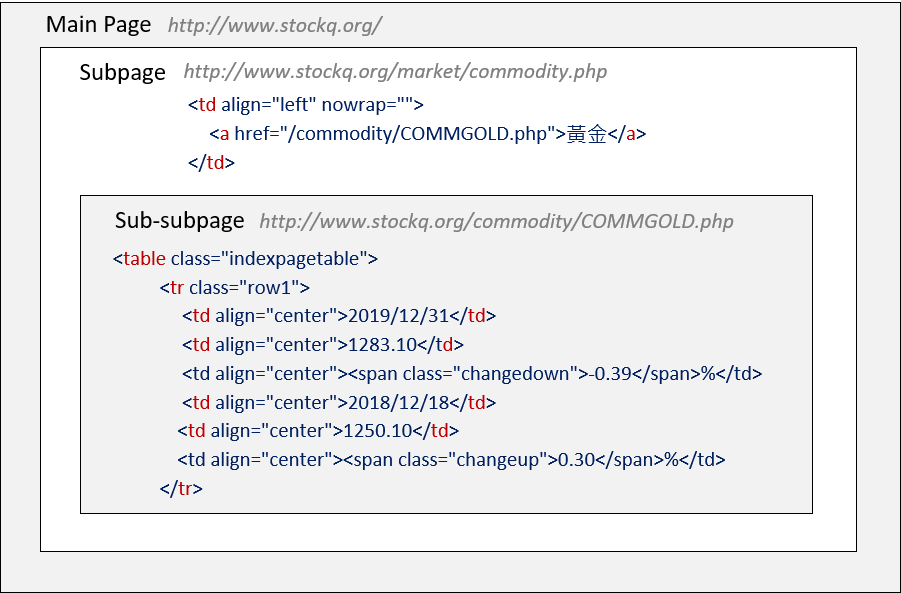 Main Page http://www.stockq.org/
Subpage http://www.stockq.org/market/commodity.php
<td align="left" nowrap="">
<a href="/commodity/COMMGOLD.php">黃金</a>
</td>
Sub-subpage http://www.stockq.org/commodity/COMMGOLD.php
<table class="indexpagetable">
<tr class="row1">
<td align="center">2019/12/31</td>
<td align="center">1283.10</td>
<td align="center"><span class="changedown">-0.39</span>%</td>
<td align="center">2018/12/18</td>
<td align="center">1250.10</td>
<td align="center"><span class="changeup">0.30</span>%</td>
</tr>